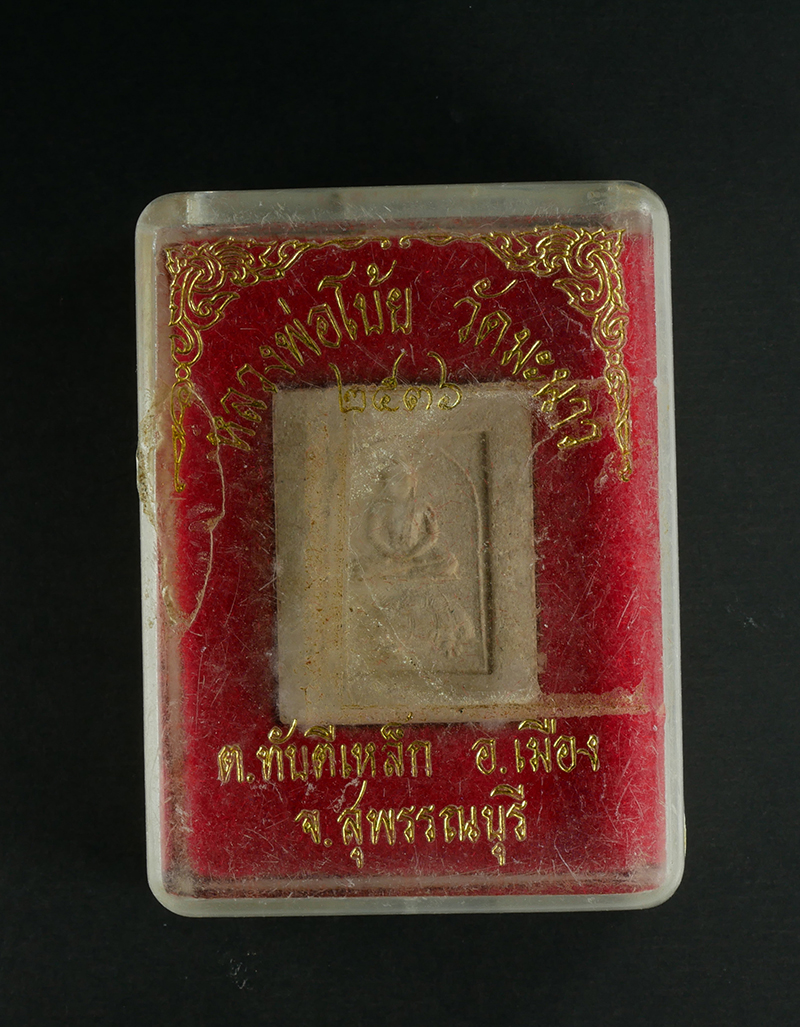 หลวงพ่อโบ้ย วัดมะนาว
๒๕๓๖
ต.ทับตีเหล็ก อ.เมือง
จ.สุพรรณบุรี